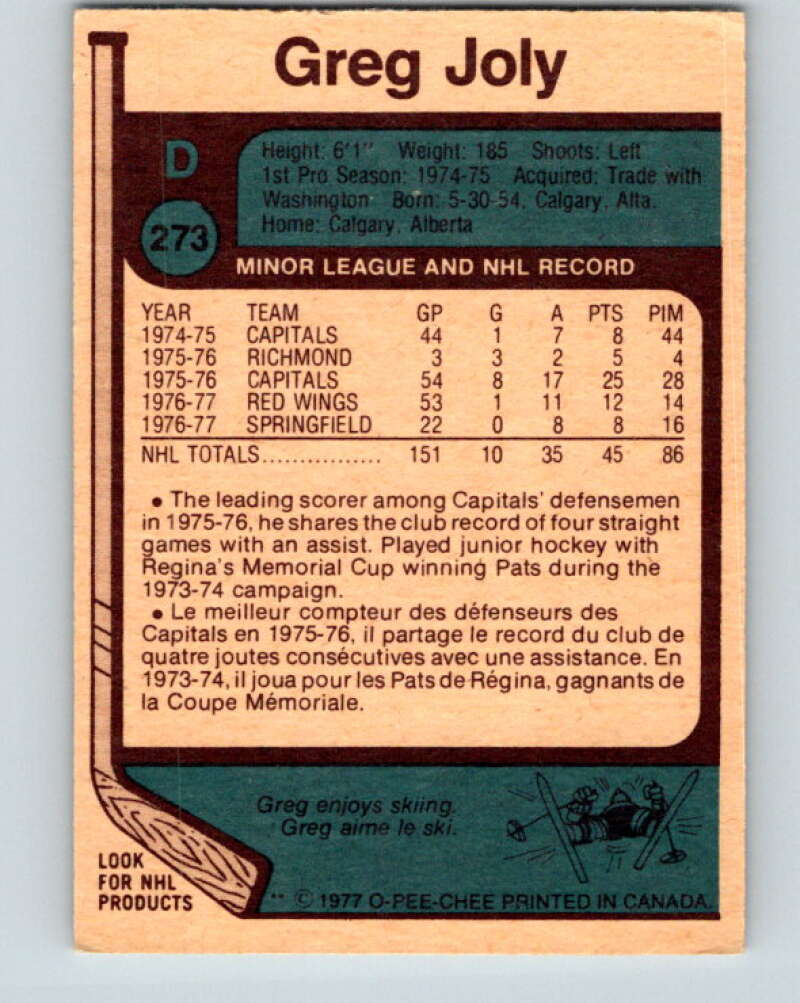 Greg Joly
D
273
Height: 6'1" Weight: 185 Shoots: Left
1st Pro Season: 1974-75 Acquired: Trade with
Washington Born: 5-30-54, Calgary, Alta.
Home: Calgary, Alberta
MINOR LEAGUE AND NHL RECORD
YEAR TEAM GP G A PTS PIM
1974-75 CAPITALS 44 1 7 8 44
1975-76 RICHMOND 3 3 2 5 4
1975-76 CAPITALS 54 8 17 25 28
1976-77 RED WINGS 53 1 11 12 14
1976-77 SPRINGFIELD 22 0 8 8 16
NHL TOTALS................ 151 10 35 45 86
• The leading scorer among Capitals' defensemen
in 1975-76, he shares the club record of four straight
games with an assist. Played junior hockey with
Regina's Memorial Cup winning Pats during the
1973-74 campaign.
• Le meilleur compteur des défenseurs des
Capitals en 1975-76, il partage le record du club de
quatre joutes consécutives avec une assistance. En
1973-74, il joua pour les Pats de Régina, gagnants de
la Coupe Mémoriale.
Greg enjoys skiing.
Greg aime le ski.
LOOK
FOR NHL
PRODUCTS
** © 1977 O-PEE-CHEE PRINTED IN CANADA.